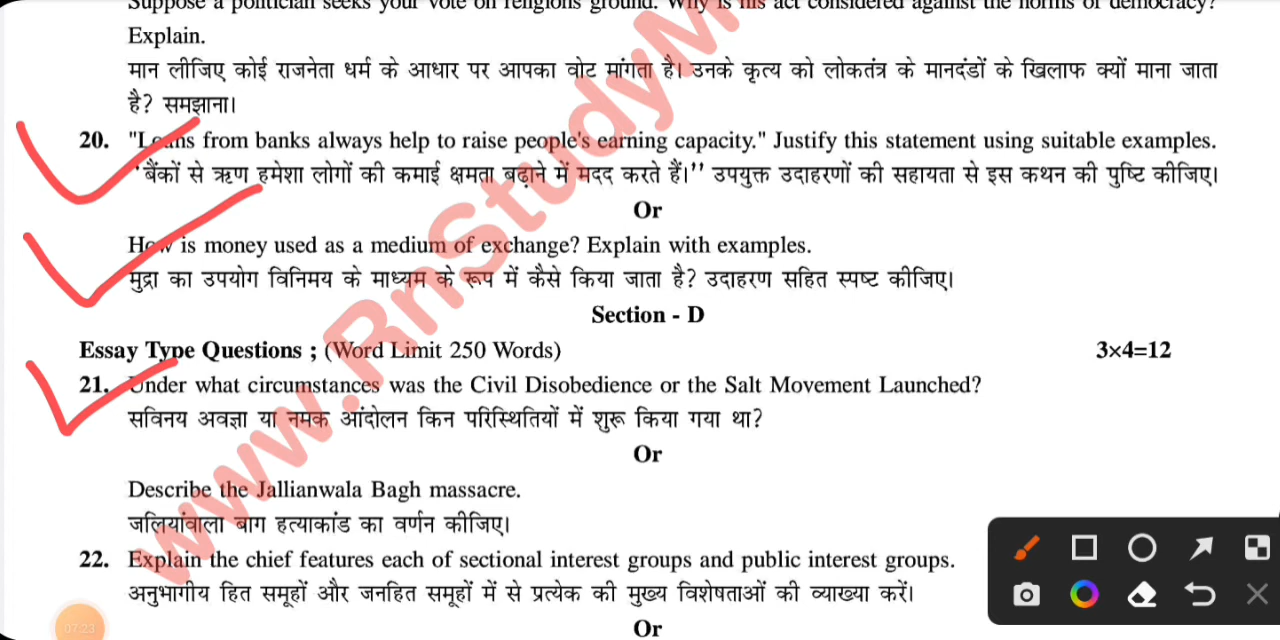 Suppose a politician seeks your vote on religions ground. Why is his act considered against the norms of democracy?
Explain.
मान लीजिए कोई राजनेता धर्म के आधार पर आपका वोट मांगता है। उनके कृत्य को लोकतंत्र के मानदंडों के खिलाफ क्यों माना जाता
है? समझाना।
20. "Loans from banks always help to raise people's earning capacity." Justify this statement using suitable examples.
"बैंकों से ऋण हमेशा लोगों की कमाई क्षमता बढ़ाने में मदद करते हैं।" उपयुक्त उदाहरणों की सहायता से इस कथन की पुष्टि कीजिए।
Or
How is money used as a medium of exchange? Explain with examples.
मुद्रा का उपयोग विनिमय के माध्यम के रूप में कैसे किया जाता है? उदाहरण सहित स्पष्ट कीजिए।
Section - D
Essay Type Questions ; (Word Limit 250 Words) 3×4=12
21. Under what circumstances was the Civil Disobedience or the Salt Movement Launched?
सविनय अवज्ञा या नमक आंदोलन किन परिस्थितियों में शुरू किया गया था?
Or
Describe the Jallianwala Bagh massacre.
जलियांवाला बाग हत्याकांड का वर्णन कीजिए।
22. Explain the chief features each of sectional interest groups and public interest groups.
अनुभागीय हित समूहों और जनहित समूहों में से प्रत्येक की मुख्य विशेषताओं की व्याख्या करें।
Or
www.RnStudyM
07:23